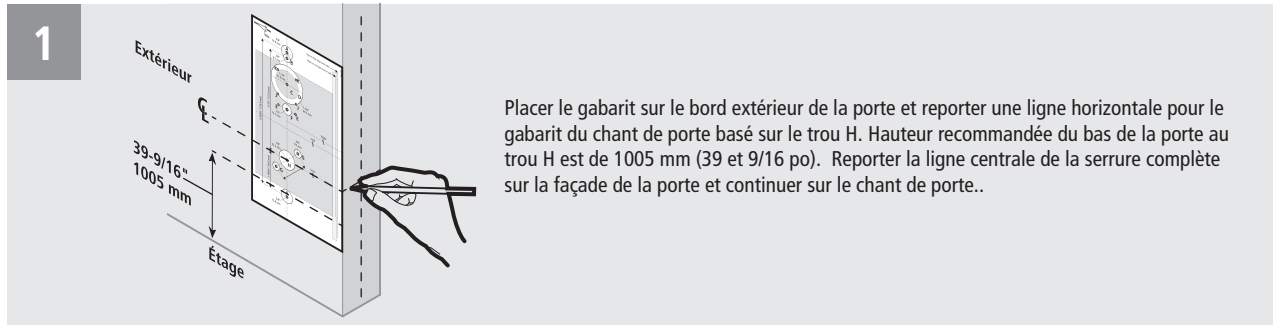 1
Extérieur
℄
39-9/16"
1005 mm
Étage
Placer le gabarit sur le bord extérieur de la porte et reporter une ligne horizontale pour le
gabarit du chant de porte basé sur le trou H. Hauteur recommandée du bas de la porte au
trou H est de 1005 mm (39 et 9/16 po).  Reporter la ligne centrale de la serrure complète
sur la façade de la porte et continuer sur le chant de porte..